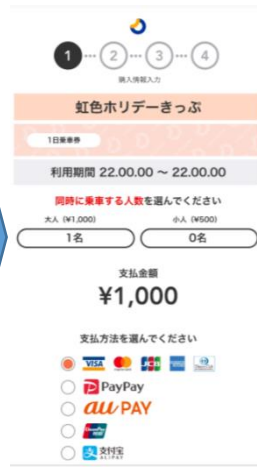 1 2 3 4
購入情報入力
虹色ホリデーきっぷ
1日乗車券
利用期間 22.00.00 ~ 22.00.00
同時に乗車する人数を選んでください
大人 (¥1,000) 小人 (¥500)
1名 0名
支払金額
¥1,000
支払方法を選んでください
VISA JCB
PayPay
au PAY
UnionPay
支付宝
ALIPAY